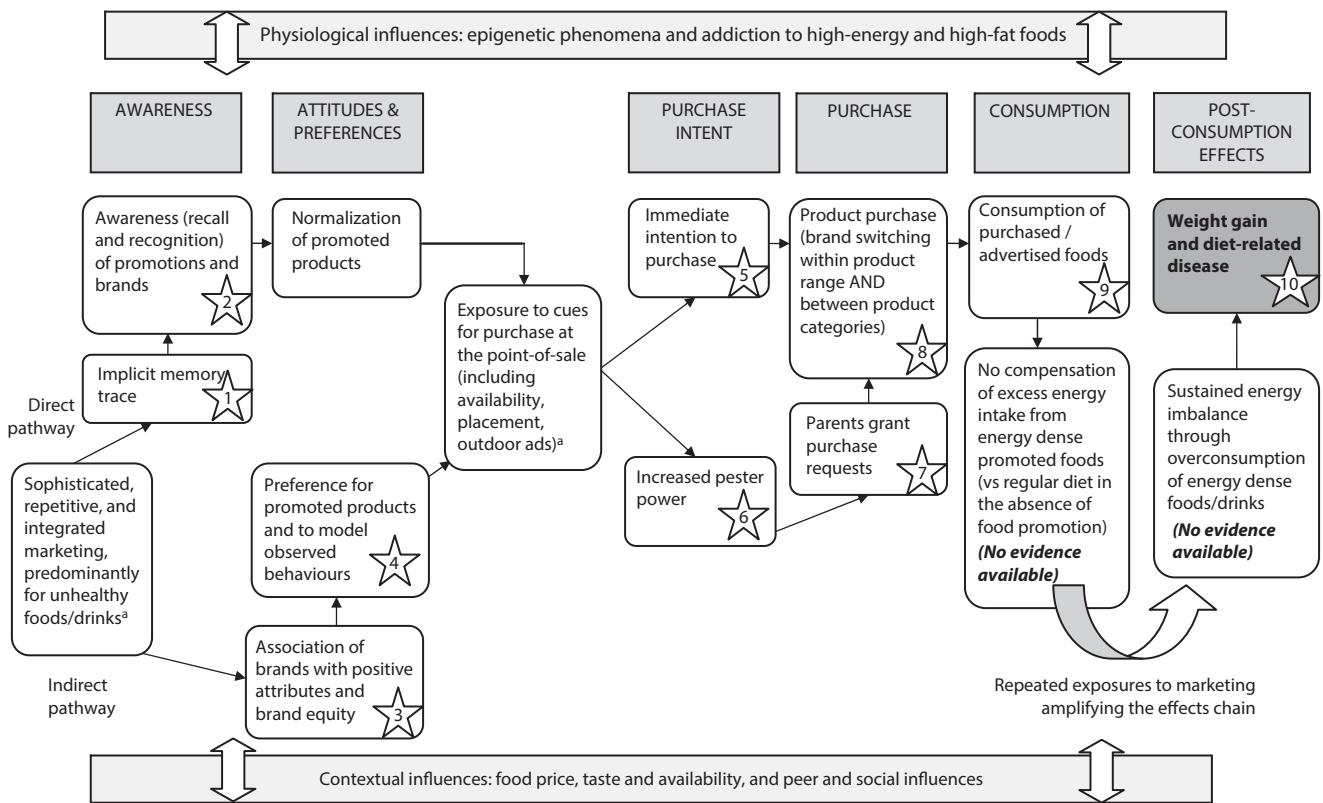 Physiological influences: epigenetic phenomena and addiction to high-energy and high-fat foods
AWARENESS
ATTITUDES &
PREFERENCES
PURCHASE
INTENT
PURCHASE
CONSUMPTION
POST-
CONSUMPTION
EFFECTS
Awareness (recall
and recognition)
of promotions and
brands
2
Normalization
of promoted
products
Implicit memory
trace
1
Direct
pathway
Sophisticated,
repetitive, and
integrated
marketing,
predominantly
for unhealthy
foods/drinksᵃ
Indirect
pathway
Preference for
promoted products
and to model
observed
behaviours
4
Association of
brands with positive
attributes and
brand equity
3
Exposure to cues
for purchase at
the point-of-sale
(including
availability,
placement,
outdoor ads)ᵃ
Immediate
intention to
purchase
5
Increased pester
power
6
Product purchase
(brand switching
within product
range AND
between product
categories)
8
Parents grant
purchase
requests
7
Consumption of
purchased /
advertised foods
9
No compensation
of excess energy
intake from
energy dense
promoted foods
(vs regular diet in
the absence of
food promotion)
(No evidence
available)
Weight gain
and diet-related
disease
10
Sustained energy
imbalance
through
overconsumption
of energy dense
foods/drinks
(No evidence
available)
Repeated exposures to marketing
amplifying the effects chain
Contextual influences: food price, taste and availability, and peer and social influences